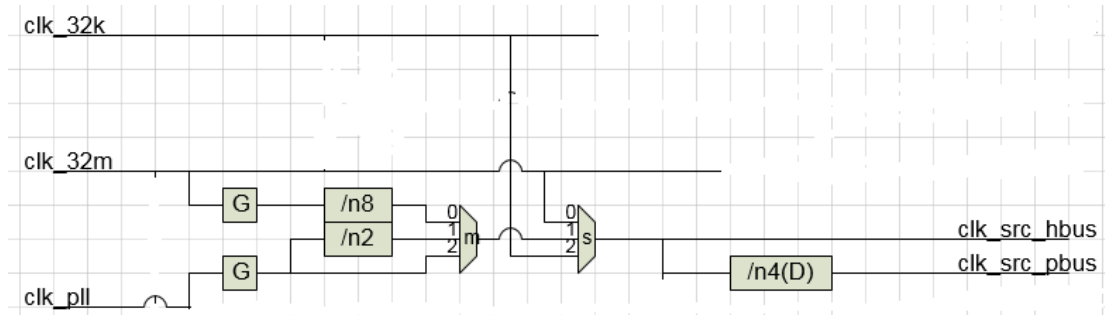 clk_32k
clk_32m
G /n8 0
/n2 1 m
2
G
0
1 s
2
clk_src_hbus
/n4(D) clk_src_pbus
clk_pll